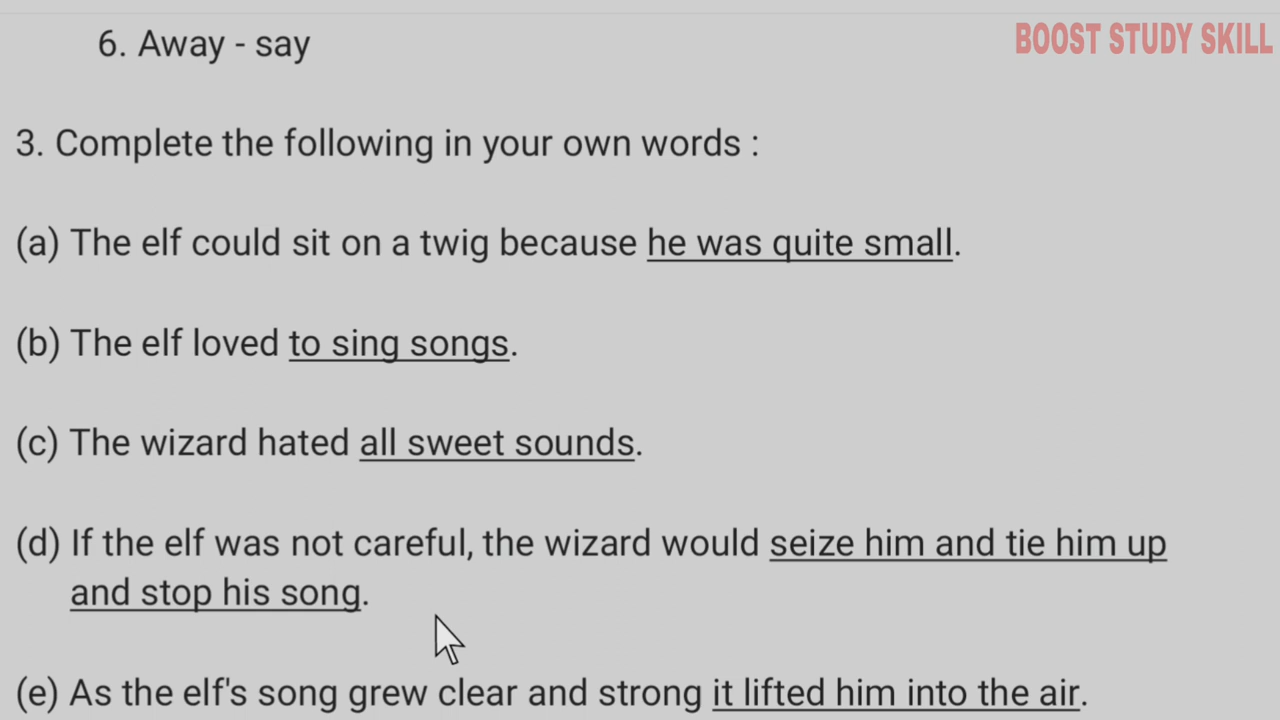 6. Away - say
BOOST STUDY SKILL
3. Complete the following in your own words :
(a) The elf could sit on a twig because he was quite small.
(b) The elf loved to sing songs.
(c) The wizard hated all sweet sounds.
(d) If the elf was not careful, the wizard would seize him and tie him up
and stop his song.
(e) As the elf's song grew clear and strong it lifted him into the air.